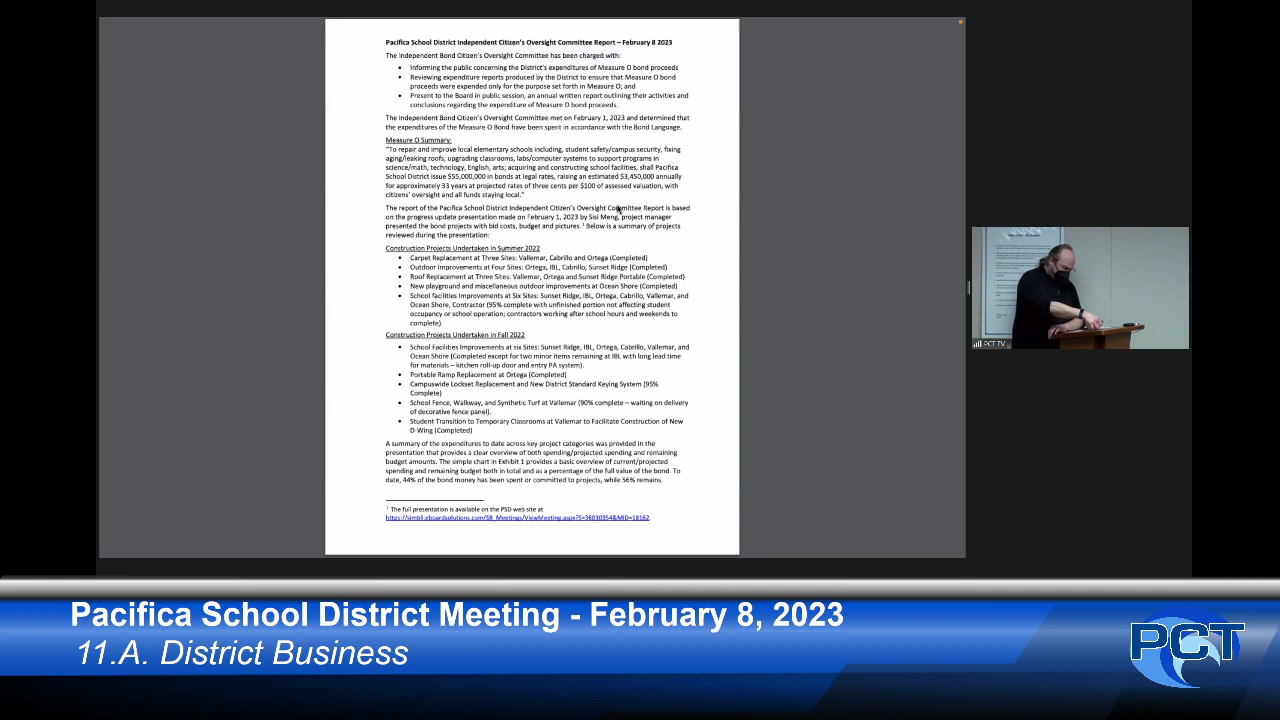 Pacifica School District Independent Citizen's Oversight Committee Report – February 8 2023
The Independent Bond Citizen's Oversight Committee has been charged with:
• Informing the public concerning the District's expenditures of Measure O bond proceeds
• Reviewing expenditure reports produced by the District to ensure that Measure O bond
proceeds were expended only for the purpose set forth in Measure O; and
• Present to the Board in public session, an annual written report outlining their activities and
conclusions regarding the expenditure of Measure O bond proceeds.
The Independent Bond Citizen's Oversight Committee met on February 1, 2023 and determined that
the expenditures of the Measure O Bond have been spent in accordance with the Bond Language.
Measure O Summary:
"To repair and improve local elementary schools including, student safety/campus security, fixing
aging/leaking roofs; upgrading classrooms, labs/computer systems to support programs in
science/math, technology, English, arts; acquiring and constructing school facilities, shall Pacifica
School District issue $55,000,000 in bonds at legal rates, raising an estimated $3,450,000 annually
for approximately 33 years at projected rates of three cents per $100 of assessed valuation, with
citizens' oversight and all funds staying local."
The report of the Pacifica School District Independent Citizen's Oversight Committee Report is based
on the progress update presentation made on February 1, 2023 by Sisi Meng, project manager
presented the bond projects with bid costs, budget and pictures.1 Below is a summary of projects
reviewed during the presentation:
Construction Projects Undertaken in Summer 2022
• Carpet Replacement at Three Sites: Vallemar, Cabrillo and Ortega (Completed)
• Outdoor Improvements at Four Sites: Ortega, IBL, Cabrillo, Sunset Ridge (Completed)
• Roof Replacement at Three Sites: Vallemar, Ortega and Sunset Ridge Portable (Completed)
• New playground and miscellaneous outdoor Improvements at Ocean Shore (Completed)
• School facilities Improvements at Six Sites: Sunset Ridge, IBL, Ortega, Cabrillo, Vallemar, and
Ocean Shore, Contractor (95% complete with unfinished portion not affecting student
occupancy or school operation; contractors working after school hours and weekends to
complete).
Construction Projects Undertaken in Fall 2022
• School Facilities Improvements at six Sites: Sunset Ridge, IBL, Ortega, Cabrillo, Vallemar, and
Ocean Shore (Completed except for two minor items remaining at IBL with long lead time
for materials – kitchen roll-up door and entry PA system).
• Portable Ramp Replacement at Ortega (Completed)
• Campuswide Lockset Replacement and New District Standard Keying System (95%
Complete)
• School Fence, Walkway, and Synthetic Turf at Vallemar (90% complete – waiting on delivery
of decorative fence panel).
• Student Transition to Temporary Classrooms at Vallemar to Facilitate Construction of New
D-Wing (Completed)
A summary of the expenditures to date across key project categories was provided in the
presentation that provides a clear overview of both spending/projected spending and remaining
budget amounts. The simple chart in Exhibit 1 provides a basic overview of current/projected
spending and remaining budget both in total and as a percentage of the full value of the bond. To
date, 44% of the bond money has been spent or committed to projects, while 56% remains.
1 The full presentation is available on the PSD web site at
https://simbli.eboardsolutions.com/SB_Meetings/ViewMeeting.aspx?S=36030354&MID=18162.
PCT TV
Pacifica School District Meeting - February 8, 2023
11.A. District Business
PCT